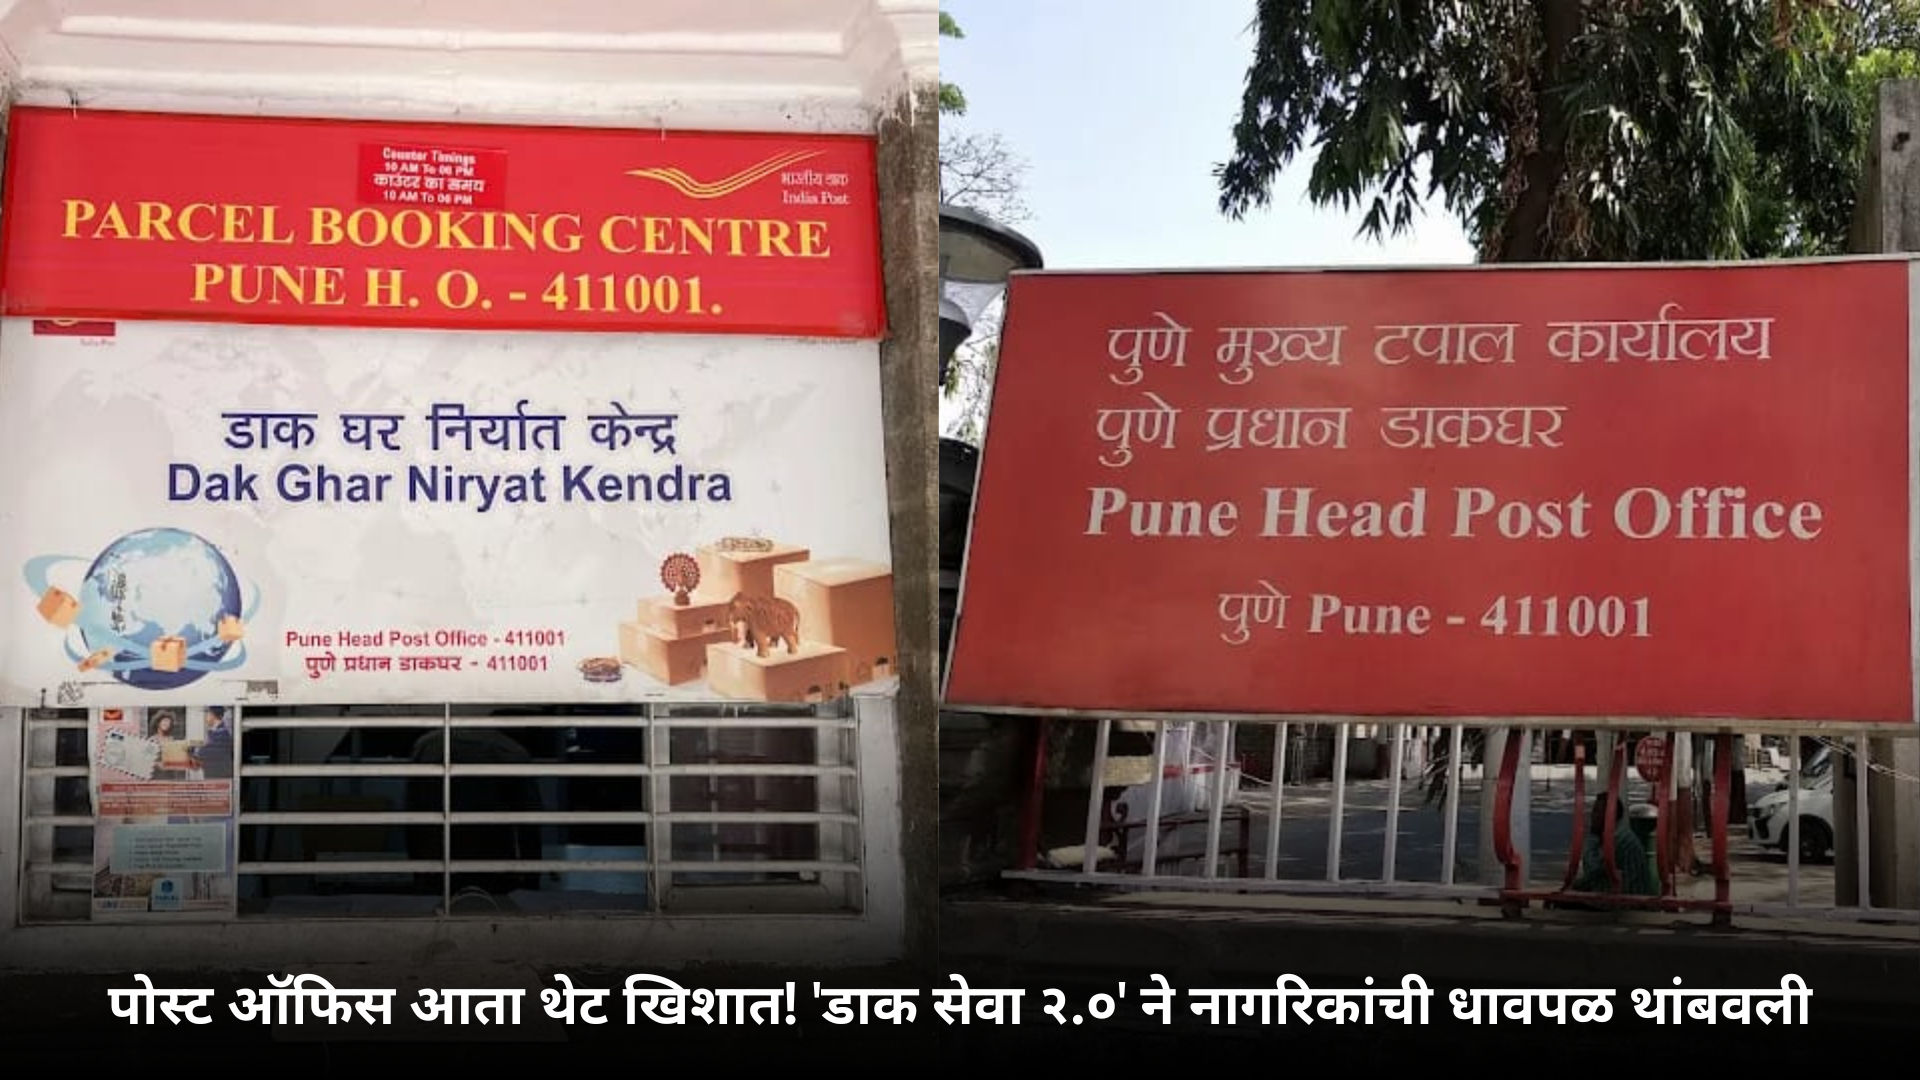 Counter Timings
10 AM To 06 PM
काउंटर का समय
10 AM To 06 PM
भारतीय डाक
India Post
PARCEL BOOKING CENTRE
PUNE H. O. - 411001.
डाक घर निर्यात केन्द्र
Dak Ghar Niryat Kendra
Pune Head Post Office - 411001
पुणे प्रधान डाकघर - 411001
पुणे मुख्य टपाल कार्यालय
पुणे प्रधान डाकघर
Pune Head Post Office
पुणे Pune - 411001
पोस्ट ऑफिस आता थेट खिशात! 'डाक सेवा २.०' ने नागरिकांची धावपळ थांबवली